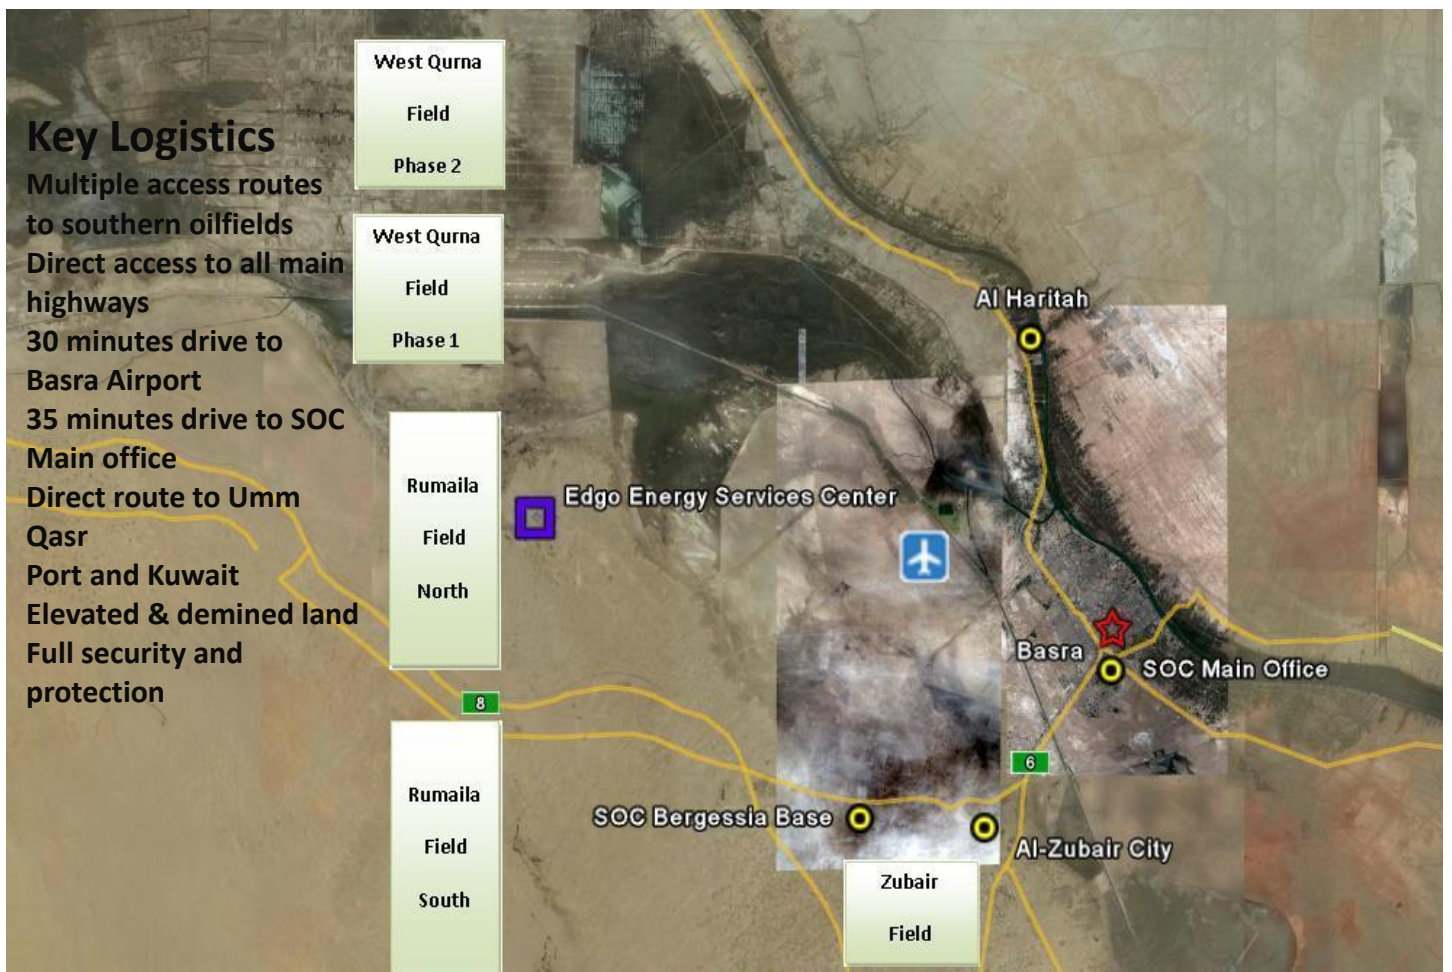 Key Logistics
Multiple access routes
to southern oilfields
Direct access to all main
highways
30 minutes drive to
Basra Airport
35 minutes drive to SOC
Main office
Direct route to Umm
Qasr
Port and Kuwait
Elevated & demined land
Full security and
protection
West Qurna
Field
Phase 2
West Qurna
Field
Phase 1
Al Haritah
Rumaila
Field
North
Edgo Energy Services Center
Basra
SOC Main Office
8
6
Rumaila
Field
South
SOC Bergessia Base
Al-Zubair City
Zubair
Field